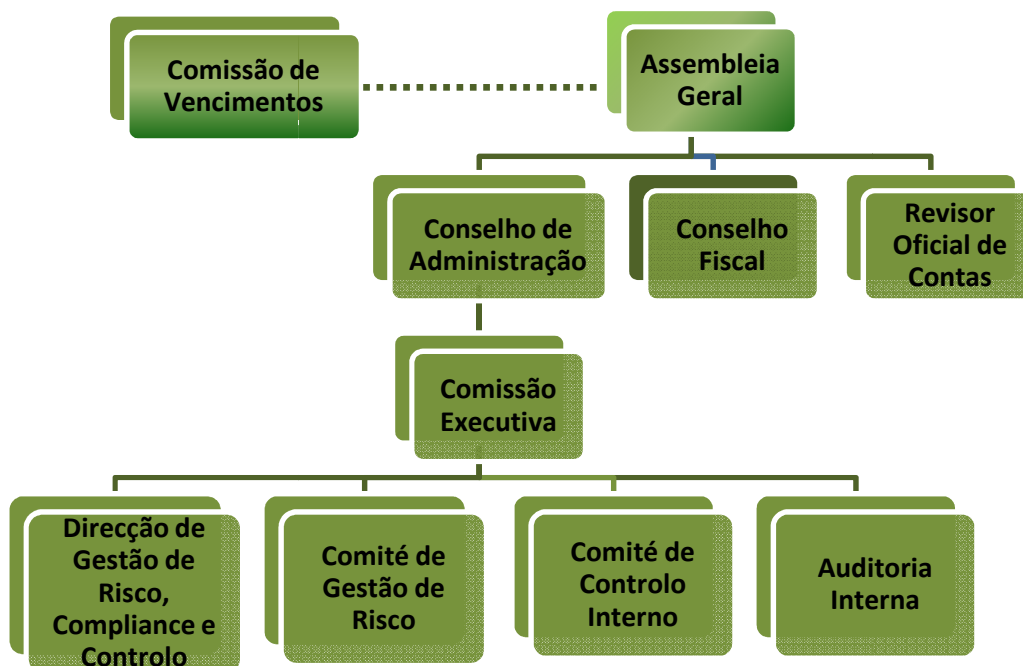 Comissão de
Vencimentos
Assembleia
Geral
Conselho de
Administração
Conselho
Fiscal
Revisor
Oficial de
Contas
Comissão
Executiva
Direcção de
Gestão de
Risco,
Compliance e
Controlo
Comité de
Gestão de
Risco
Comité de
Controlo
Interno
Auditoria
Interna